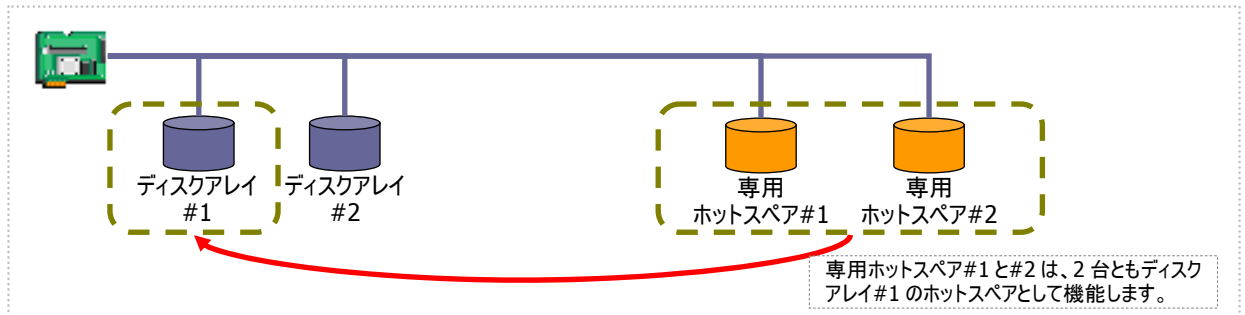 ディスクアレイ
#1
ディスクアレイ
#2
専用
ホットスペア#1
専用
ホットスペア#2
専用ホットスペア#1と#2は、2台ともディスク
アレイ#1のホットスペアとして機能します。